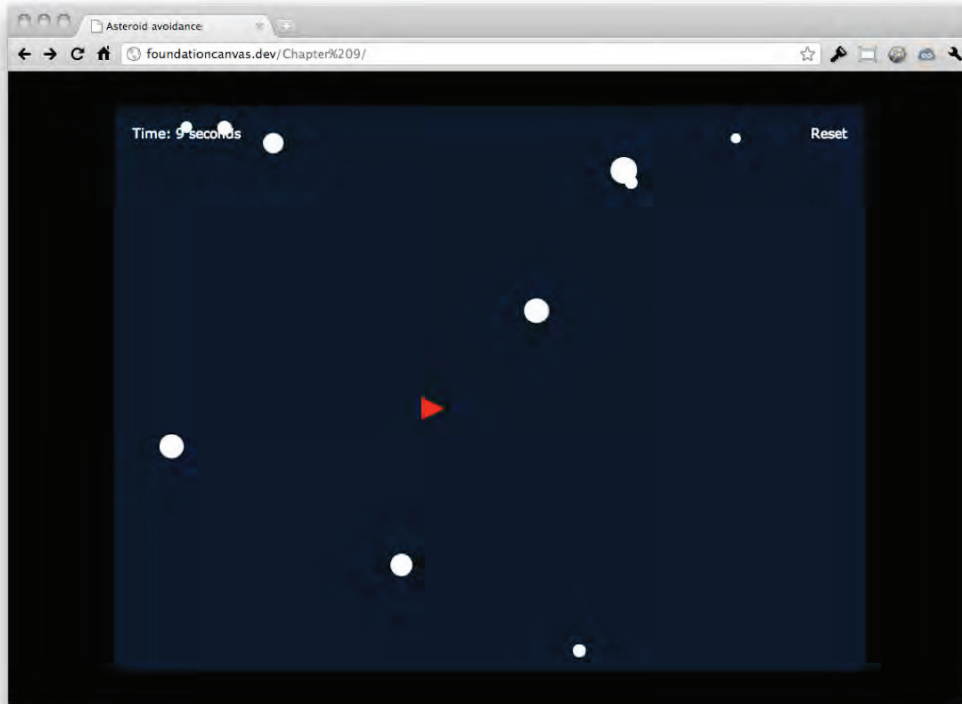 Asteroid avoidance
foundationcanvas.dev/Chapter%209/
Time: 9 seconds
Reset